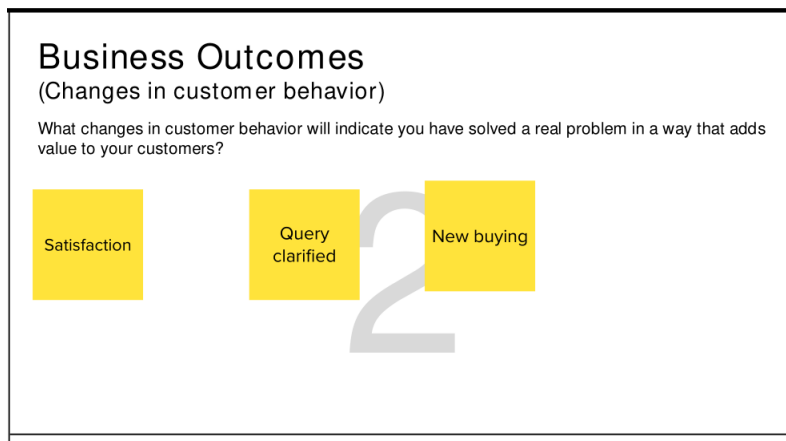 Business Outcomes
(Changes in customer behavior)
What changes in customer behavior will indicate you have solved a real problem in a way that adds
value to your customers?
Satisfaction
Query
clarified
New buying
2